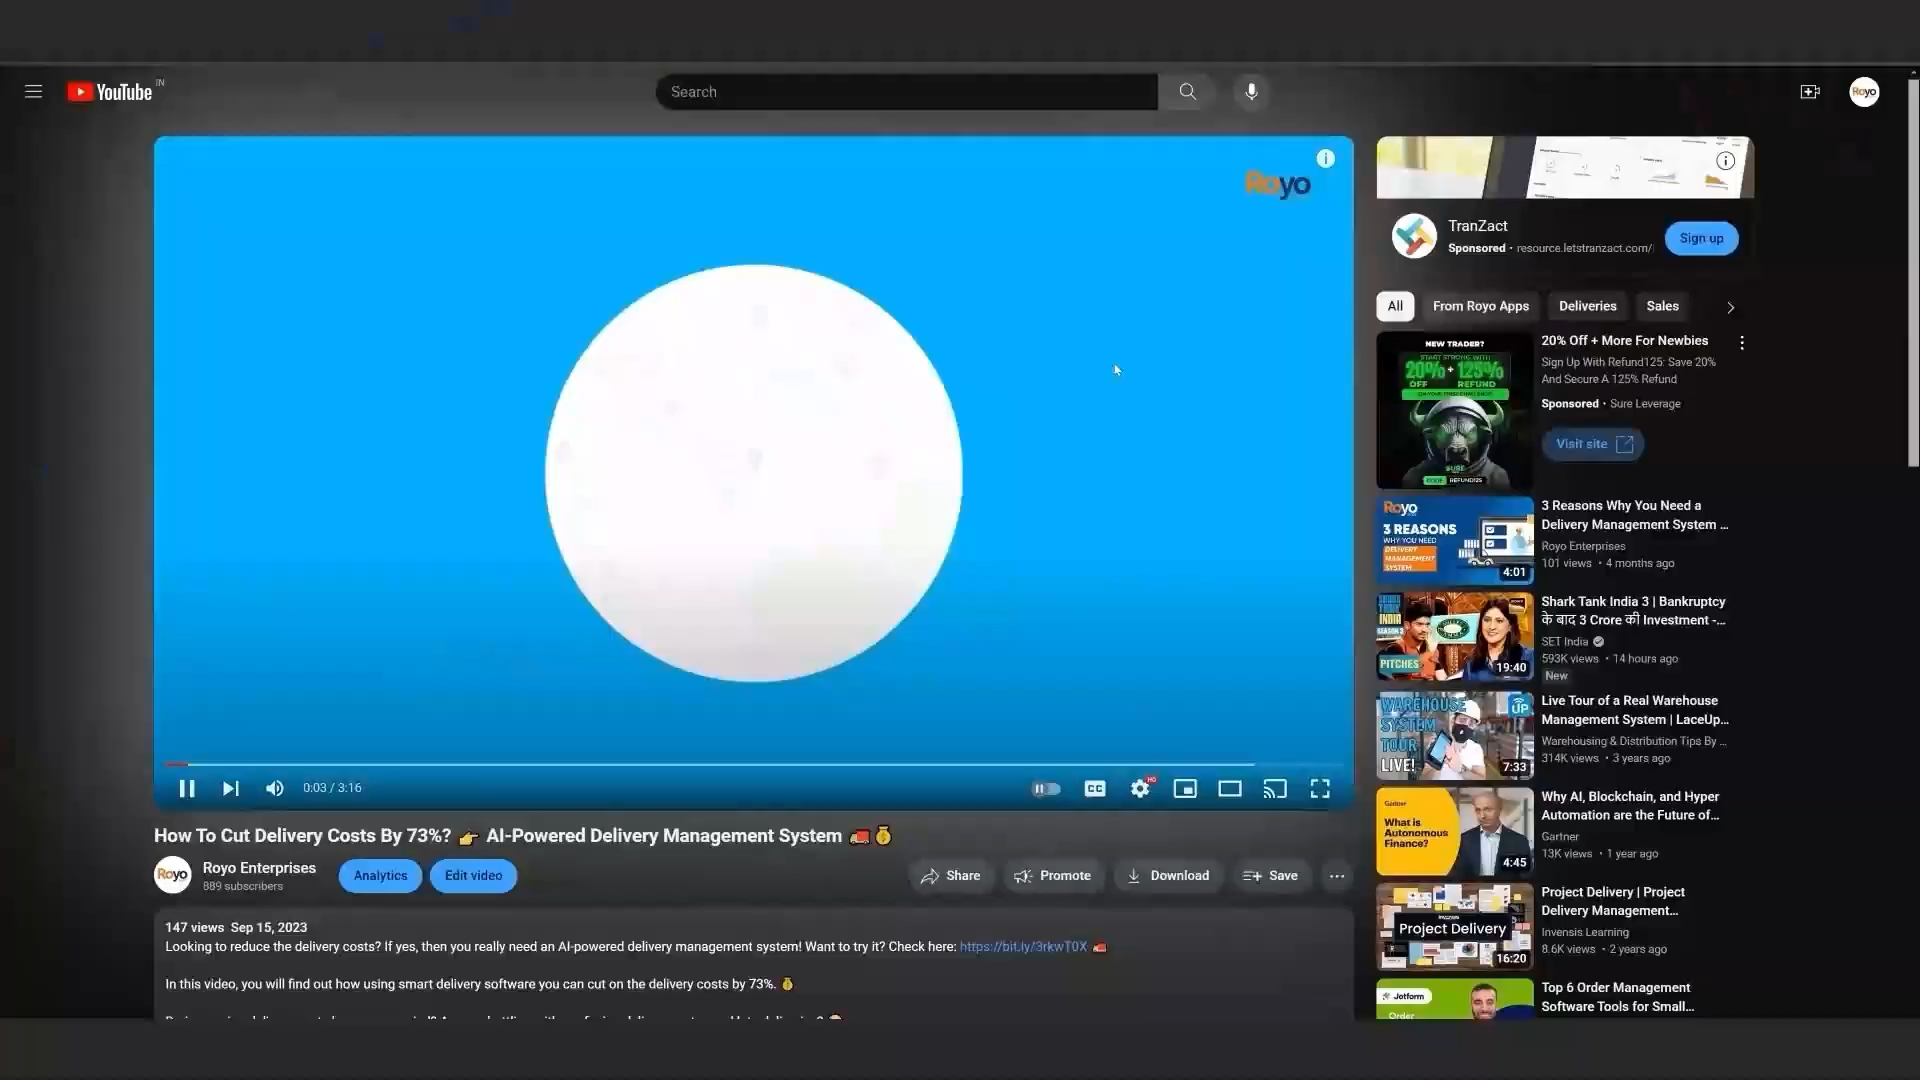 YouTube IN
Search
Royo
Royo
TranZact
Sponsored • resource.letstranzact.com/
Sign up
All
From Royo Apps
Deliveries
Sales
NEW TRADER?
START STRONG WITH
20% + 125%
OFF REFUND
CODE REFUND125
20% Off + More For Newbies
Sign Up With Refund125: Save 20%
And Secure A 125% Refund
Sponsored • Sure Leverage
Visit site
Royo
3 REASONS
WHY YOU NEED
DELIVERY
MANAGEMENT
SYSTEM
4:01
3 Reasons Why You Need a
Delivery Management System ...
Royo Enterprises
101 views • 4 months ago
PITCHES
19:40
Shark Tank India 3 | Bankruptcy
के बाद 3 Crore की Investment -...
SET India
593K views • 14 hours ago
New
WAREHOUSE
SYSTEM
TOUR
LIVE!
UP
7:33
Live Tour of a Real Warehouse
Management System | LaceUp...
Warehousing & Distribution Tips By ...
314K views • 3 years ago
Gartner
What is
Autonomous
Finance?
4:45
Why AI, Blockchain, and Hyper
Automation are the Future of...
Gartner
13K views • 1 year ago
Project Delivery
16:20
Project Delivery | Project
Delivery Management...
Invensis Learning
8.6K views • 2 years ago
Jotform
Order
Top 6 Order Management
Software Tools for Small...
0:03 / 3:16
CC
HD
How To Cut Delivery Costs By 73%? 👉 AI-Powered Delivery Management System 🚚💰
Royo
Royo Enterprises
889 subscribers
Analytics
Edit video
Share
Promote
Download
Save
147 views Sep 15, 2023
Looking to reduce the delivery costs? If yes, then you really need an AI-powered delivery management system! Want to try it? Check here: https://bit.ly/3rkwT0X 🚚
In this video, you will find out how using smart delivery software you can cut on the delivery costs by 73%. 💰